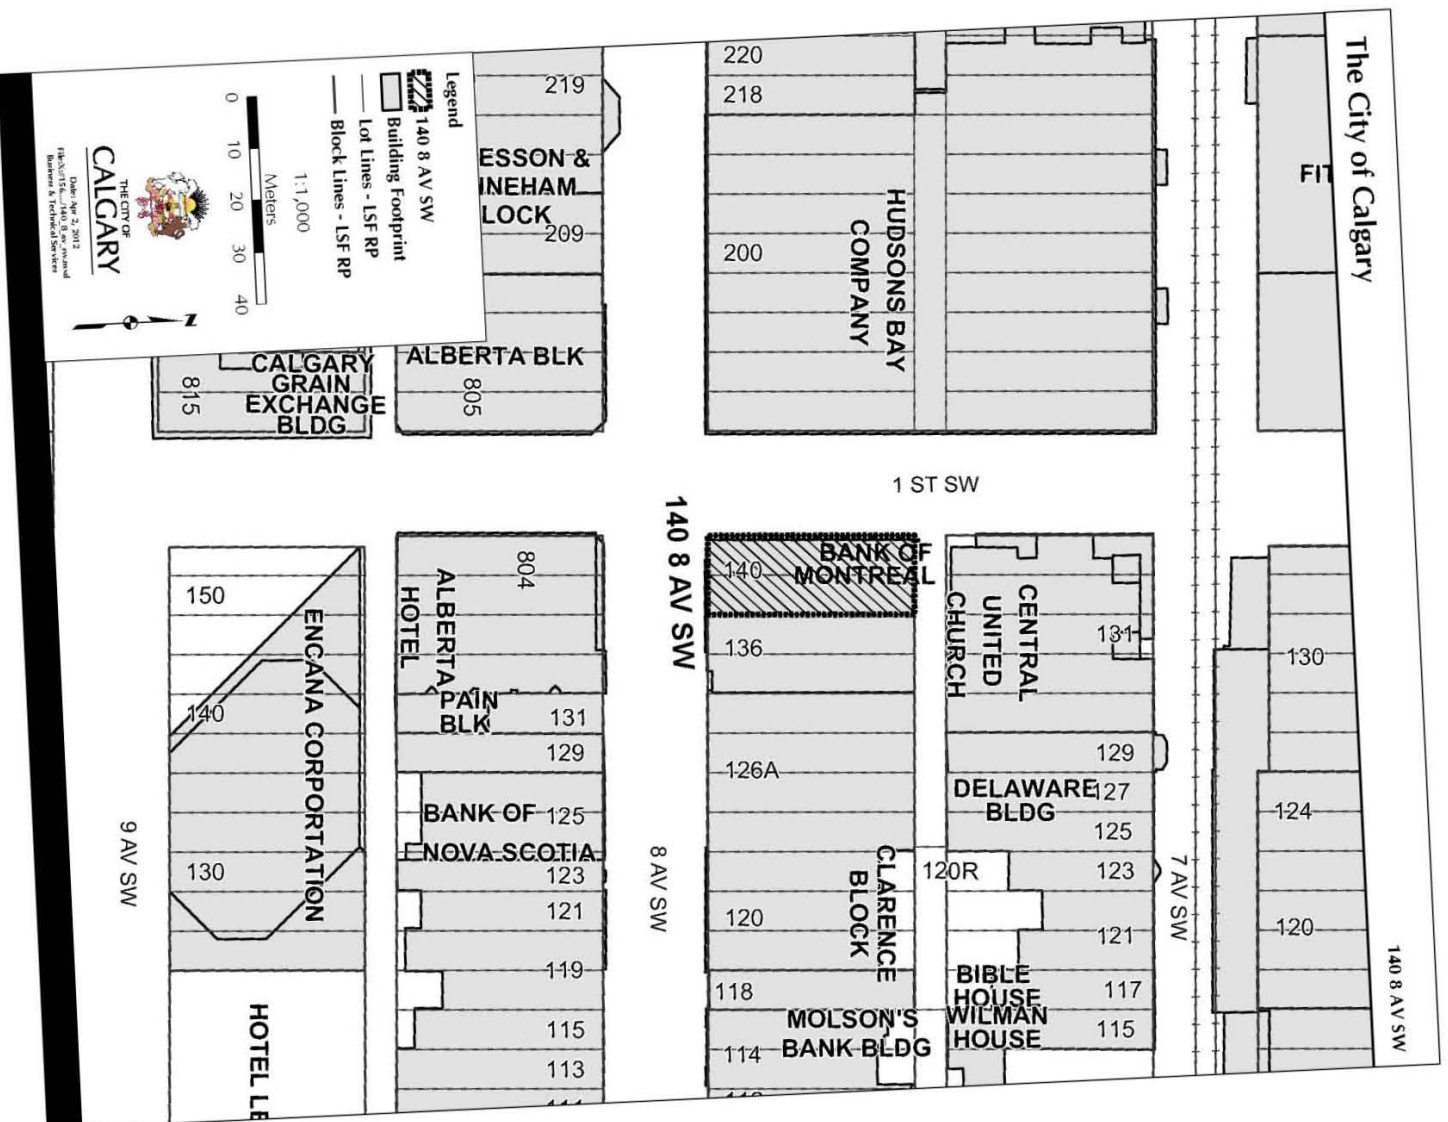 The City of Calgary
140 8 AV SW
Legend
140 8 AV SW
Building Footprint
Lot Lines - LSF RP
Block Lines - LSF RP
1:1,000
Meters
0 10 20 30 40
THE CITY OF
CALGARY
Date: Apr 2, 2012
Business & Technical Services
N
219
ESSON &
INEHAM
LOCK
209
ALBERTA BLK
805
CALGARY
GRAIN
EXCHANGE
BLDG
815
220
218
200
HUDSONS BAY
COMPANY
FIT
1 ST SW
140 8 AV SW
150
140
130
ENCANA CORPORATION
HOTEL LE
9 AV SW
804
ALBERTA
HOTEL
PAIN
BLK
131
129
BANK OF
125
NOVA SCOTIA
123
121
119
115
113
111
8 AV SW
BANK OF
MONTREAL
140
136
126A
120
CLARENCE
BLOCK
118
MOLSON'S
BANK BLDG
114
CENTRAL
UNITED
CHURCH
131
129
DELAWARE
BLDG
127
125
120R
123
121
BIBLE
HOUSE
117
WILMAN
HOUSE
115
7 AV SW
130
124
120